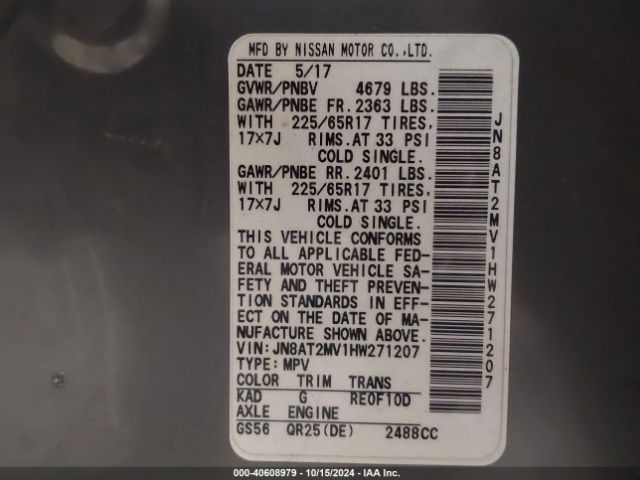 MFD BY NISSAN MOTOR CO.,LTD.
DATE 5/17
GVWR/PNBV 4679 LBS.
GAWR/PNBE FR. 2363 LBS.
WITH 225/65R17 TIRES,
17×7J RIMS.AT 33 PSI
COLD SINGLE.
GAWR/PNBE RR. 2401 LBS.
WITH 225/65R17 TIRES,
17×7J RIMS.AT 33 PSI
COLD SINGLE.
THIS VEHICLE CONFORMS
TO ALL APPLICABLE FED-
ERAL MOTOR VEHICLE SA-
FETY AND THEFT PREVEN-
TION STANDARDS IN EFF-
ECT ON THE DATE OF MA-
NUFACTURE SHOWN ABOVE.
VIN:JN8AT2MV1HW271207
TYPE:MPV
COLOR TRIM TRANS
KAD G RE0F10D
AXLE ENGINE
GS56 QR25(DE) 2488CC
JN8AT2MV1HW271207
000-40608979 - 10/15/2024 - IAA Inc.